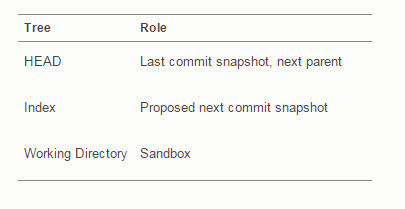 Tree Role
HEAD Last commit snapshot, next parent
Index Proposed next commit snapshot
Working Directory Sandbox